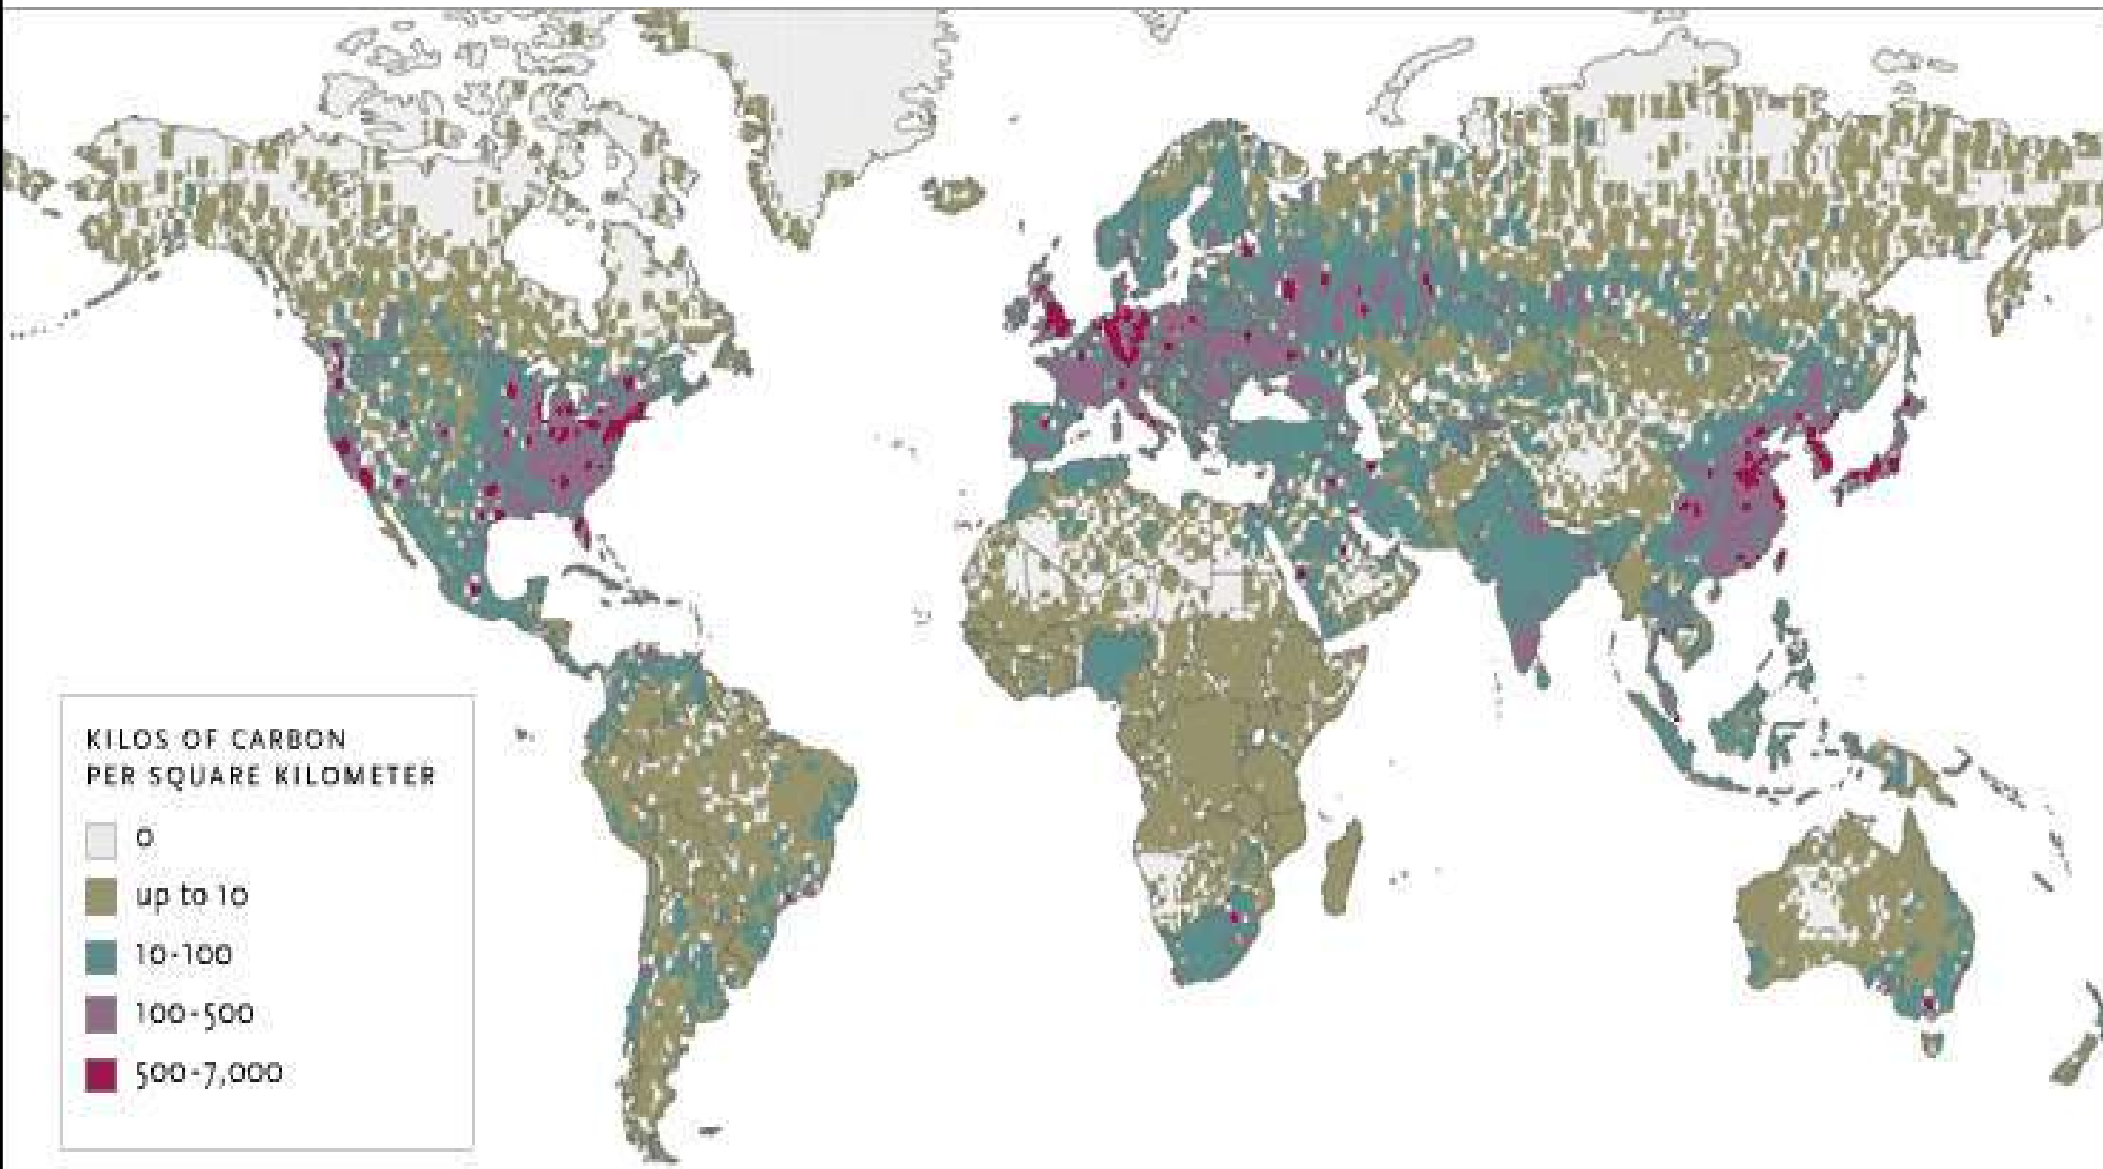 KILOS OF CARBON
PER SQUARE KILOMETER
0
up to 10
10-100
100-500
500-7,000